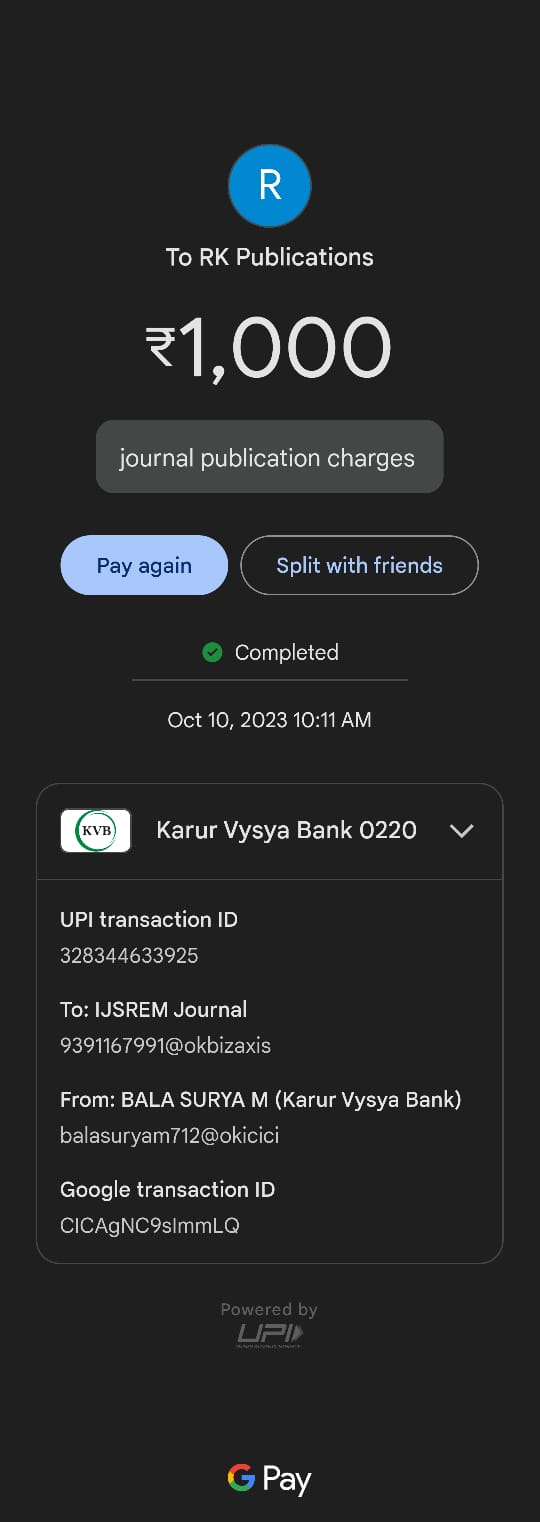 R
To RK Publications
₹1,000
journal publication charges
Pay again
Split with friends
Completed
Oct 10, 2023 10:11 AM
KVB
Karur Vysya Bank 0220
UPI transaction ID
328344633925
To: IJSREM Journal
9391167991@okbizaxis
From: BALA SURYA M (Karur Vysya Bank)
balasuryam712@okicici
Google transaction ID
CICAgNC9sImmLQ
Powered by
UPI
G Pay